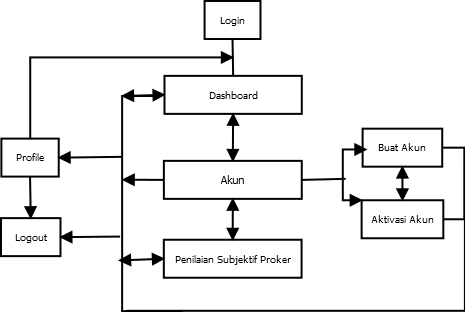 Login
Dashboard
Profile
Buat Akun
Akun
Aktivasi Akun
Logout
Penilaian Subjektif Proker